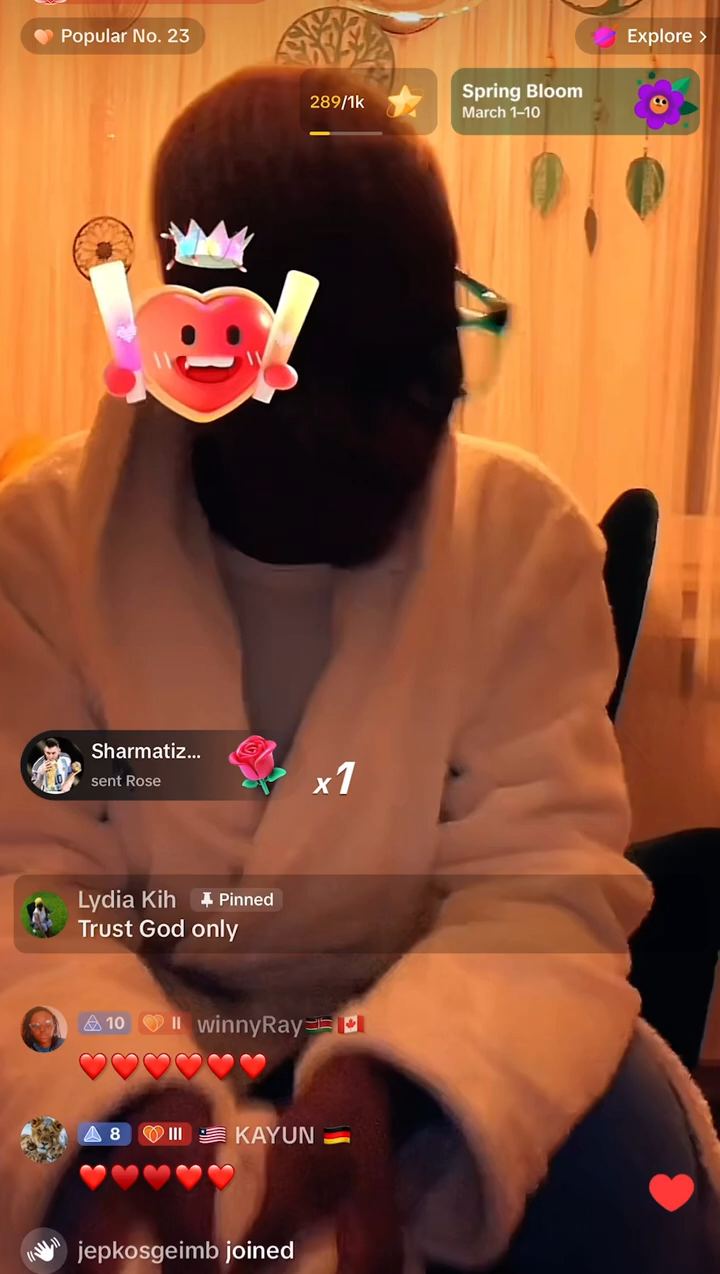 Popular No. 23
Explore >
289/1k
Spring Bloom
March 1–10
Sharmatiz...
sent Rose
x1
Lydia Kih
Pinned
Trust God only
10
II
winnyRay
8
III
KAYUN
jepkosgeimb joined